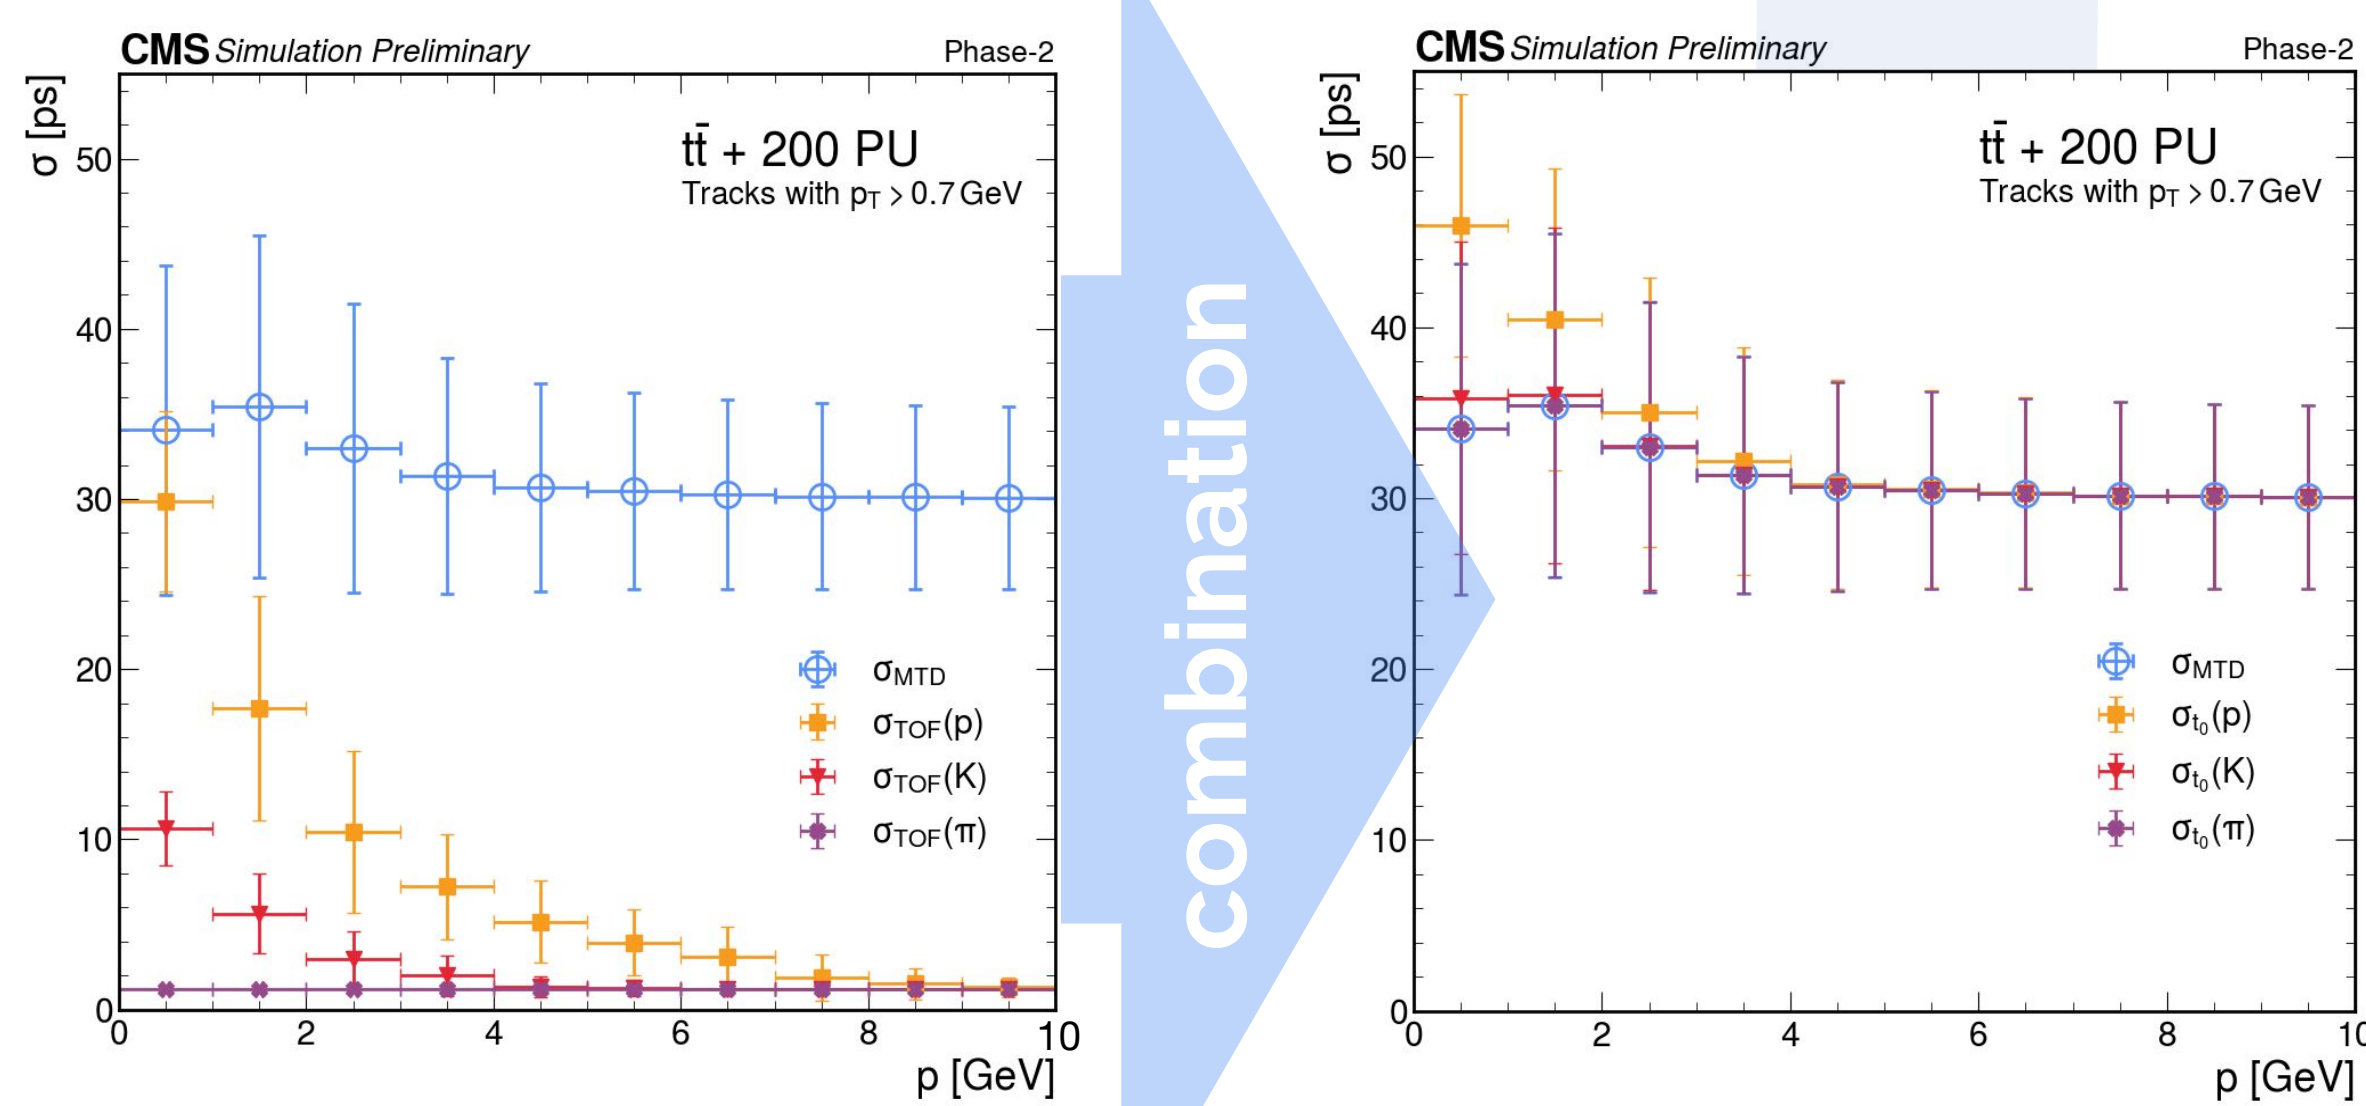 CMS Simulation Preliminary
Phase-2
σ [ps]
tt̄ + 200 PU
Tracks with pT > 0.7 GeV
50
40
30
20
10
0
σMTD
σTOF(p)
σTOF(K)
σTOF(π)
0 2 4 6 8 10
p [GeV]
combination
CMS Simulation Preliminary
Phase-2
σ [ps]
tt̄ + 200 PU
Tracks with pT > 0.7 GeV
50
40
30
20
10
0
σMTD
σt0(p)
σt0(K)
σt0(π)
0 2 4 6 8 10
p [GeV]